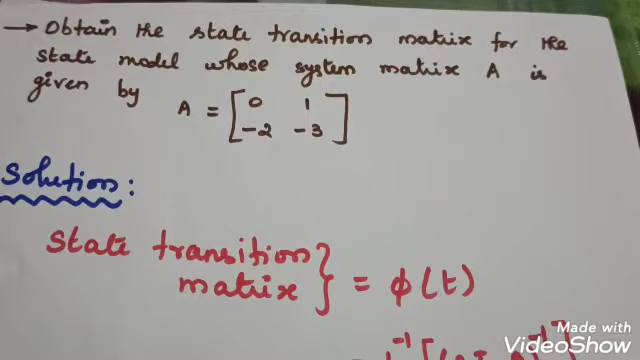 → Obtain the state transition matrix for the
state model whose system matrix A is
given by
A = [ 0 1
-2 -3 ]
Solution:
State transition
matrix } = φ(t)
Made with
VideoShow